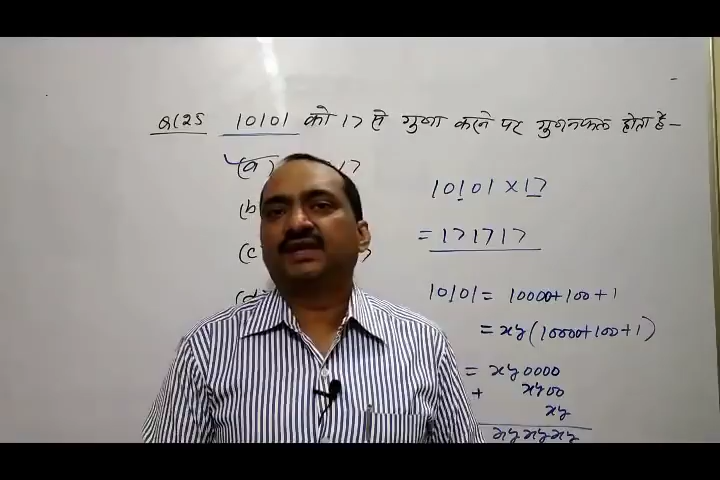 Q(25 10101 को 17 से गुणा करने पर गुणनफल होता है -
(a) 17
(b
(c
(d
10101 × 17
= 171717
10101 = 10000+100+1
= xy(10000+100+1)
= xy0000
+ xy00
xy
xyxyxy